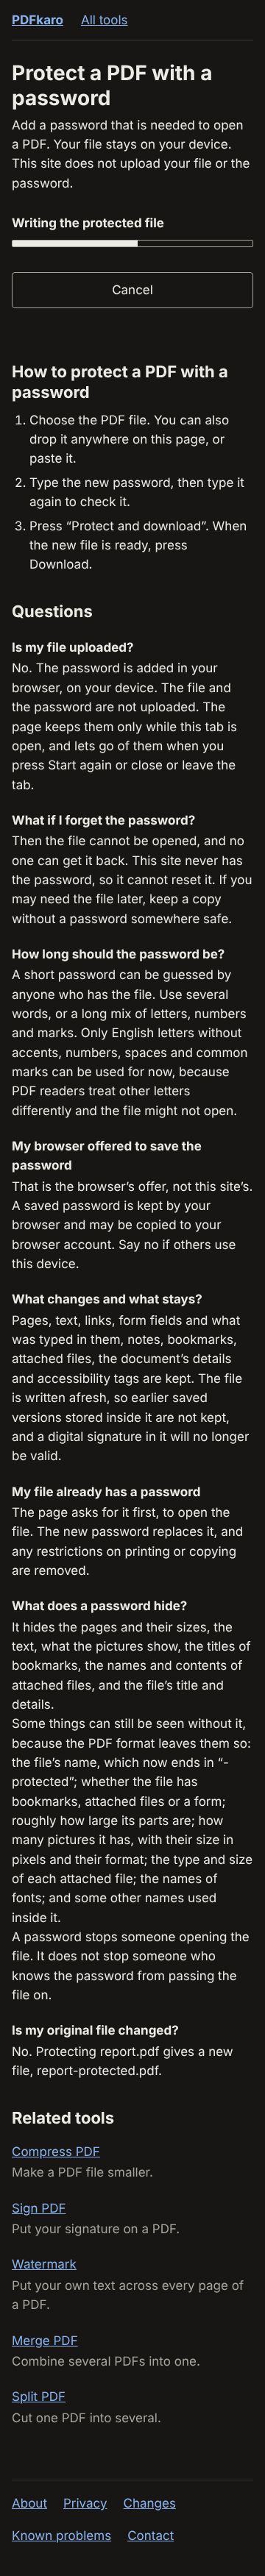 PDFkaro All tools
Protect a PDF with a
password
Add a password that is needed to open
a PDF. Your file stays on your device.
This site does not upload your file or the
password.
Writing the protected file
Cancel
How to protect a PDF with a
password
1. Choose the PDF file. You can also
drop it anywhere on this page, or
paste it.
2. Type the new password, then type it
again to check it.
3. Press “Protect and download”. When
the new file is ready, press
Download.
Questions
Is my file uploaded?
No. The password is added in your
browser, on your device. The file and
the password are not uploaded. The
page keeps them only while this tab is
open, and lets go of them when you
press Start again or close or leave the
tab.
What if I forget the password?
Then the file cannot be opened, and no
one can get it back. This site never has
the password, so it cannot reset it. If you
may need the file later, keep a copy
without a password somewhere safe.
How long should the password be?
A short password can be guessed by
anyone who has the file. Use several
words, or a long mix of letters, numbers
and marks. Only English letters without
accents, numbers, spaces and common
marks can be used for now, because
PDF readers treat other letters
differently and the file might not open.
My browser offered to save the
password
That is the browser’s offer, not this site’s.
A saved password is kept by your
browser and may be copied to your
browser account. Say no if others use
this device.
What changes and what stays?
Pages, text, links, form fields and what
was typed in them, notes, bookmarks,
attached files, the document’s details
and accessibility tags are kept. The file
is written afresh, so earlier saved
versions stored inside it are not kept,
and a digital signature in it will no longer
be valid.
My file already has a password
The page asks for it first, to open the
file. The new password replaces it, and
any restrictions on printing or copying
are removed.
What does a password hide?
It hides the pages and their sizes, the
text, what the pictures show, the titles of
bookmarks, the names and contents of
attached files, and the file’s title and
details.
Some things can still be seen without it,
because the PDF format leaves them so:
the file’s name, which now ends in “-
protected”; whether the file has
bookmarks, attached files or a form;
roughly how large its parts are; how
many pictures it has, with their size in
pixels and their format; the type and size
of each attached file; the names of
fonts; and some other names used
inside it.
A password stops someone opening the
file. It does not stop someone who
knows the password from passing the
file on.
Is my original file changed?
No. Protecting report.pdf gives a new
file, report-protected.pdf.
Related tools
Compress PDF
Make a PDF file smaller.
Sign PDF
Put your signature on a PDF.
Watermark
Put your own text across every page of
a PDF.
Merge PDF
Combine several PDFs into one.
Split PDF
Cut one PDF into several.
About Privacy Changes
Known problems Contact